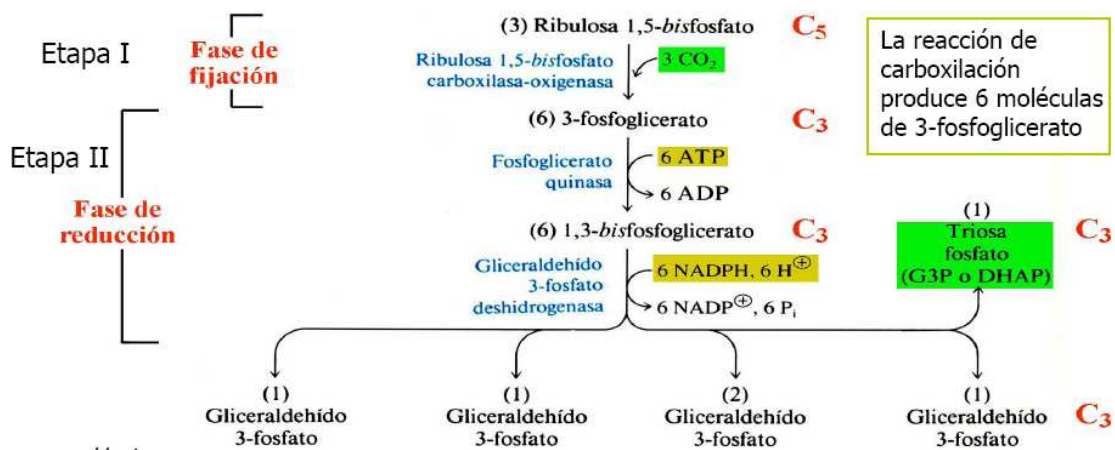 Etapa I
Fase de
fijación
(3) Ribulosa 1,5-bisfosfato
C₅
Ribulosa 1,5-bisfosfato
carboxilasa-oxigenasa
3 CO₂
La reacción de
carboxilación
produce 6 moléculas
de 3-fosfoglicerato
(6) 3-fosfoglicerato
C₃
Etapa II
Fase de
reducción
Fosfoglicerato
quinasa
6 ATP
6 ADP
(6) 1,3-bisfosfoglicerato
C₃
(1)
Triosa
fosfato
(G3P o DHAP)
C₃
Gliceraldehído
3-fosfato
deshidrogenasa
6 NADPH, 6 H⊕
6 NADP⊕, 6 Pᵢ
(1)
Gliceraldehído
3-fosfato
(1)
Gliceraldehído
3-fosfato
(2)
Gliceraldehído
3-fosfato
(1)
Gliceraldehído
3-fosfato
C₃